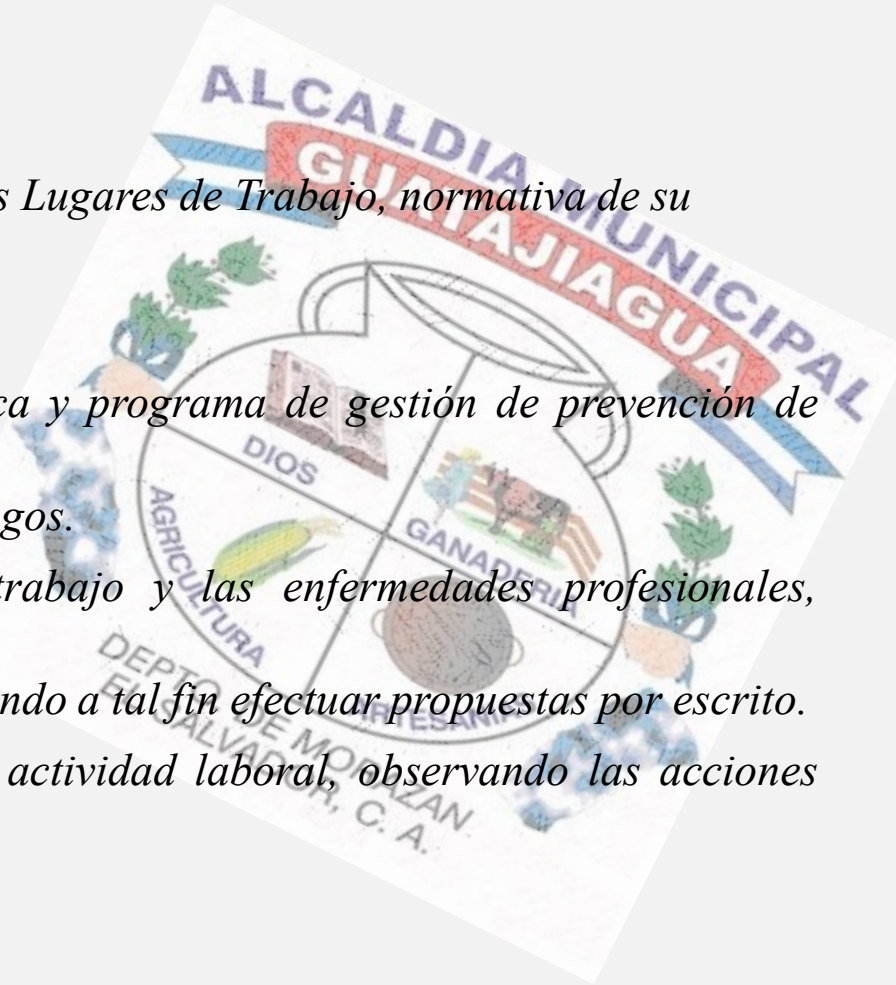 s Lugares de Trabajo, normativa de su
ca y programa de gestión de prevención de
gos.
trabajo y las enfermedades profesionales,
ndo a tal fin efectuar propuestas por escrito.
actividad laboral, observando las acciones
ALCALDIA MUNICIPAL
GUATAJIAGUA
DIOS
GANADERIA
AGRICULTURA
ARTESANIA
DEPTO. DE MORAZAN
EL SALVADOR, C. A.